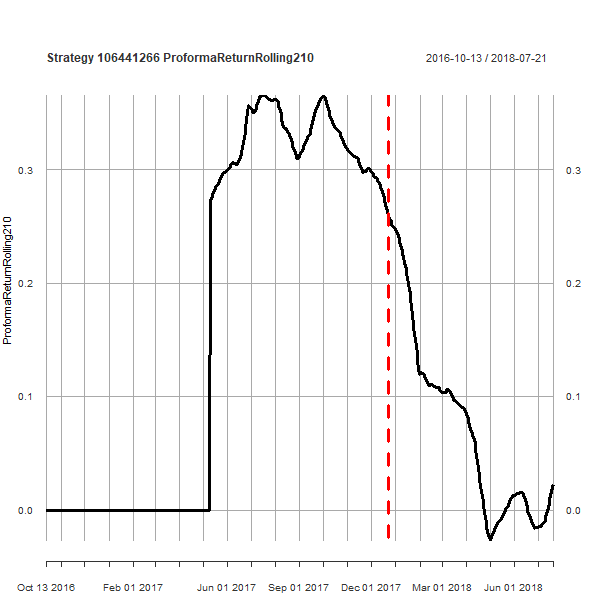 Strategy 106441266 ProformaReturnRolling210
2016-10-13 / 2018-07-21
ProformaReturnRolling210
0.3
0.3
0.2
0.2
0.1
0.1
0.0
0.0
Oct 13 2016
Feb 01 2017
Jun 01 2017
Sep 01 2017
Dec 01 2017
Mar 01 2018
Jun 01 2018